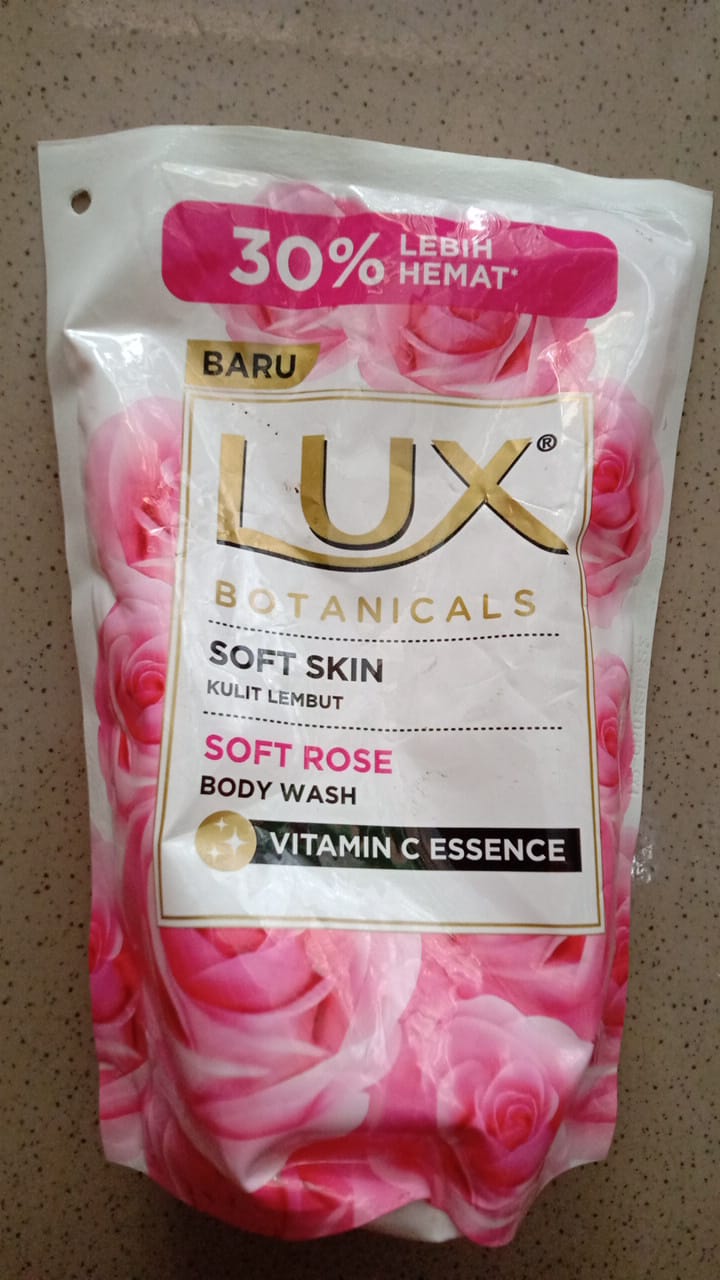 30% LEBIH
HEMAT*
BARU
LUX®
BOTANICALS
SOFT SKIN
KULIT LEMBUT
SOFT ROSE
BODY WASH
VITAMIN C ESSENCE